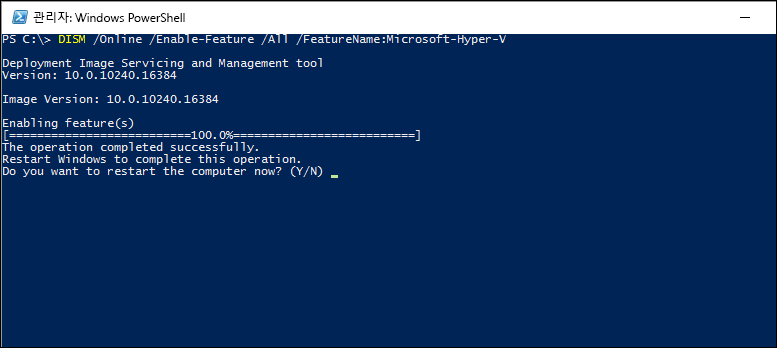 관리자: Windows PowerShell
PS C:\> DISM /Online /Enable-Feature /All /FeatureName:Microsoft-Hyper-V
Deployment Image Servicing and Management tool
Version: 10.0.10240.16384
Image Version: 10.0.10240.16384
Enabling feature(s)
[==========================100.0%==========================]
The operation completed successfully.
Restart Windows to complete this operation.
Do you want to restart the computer now? (Y/N)